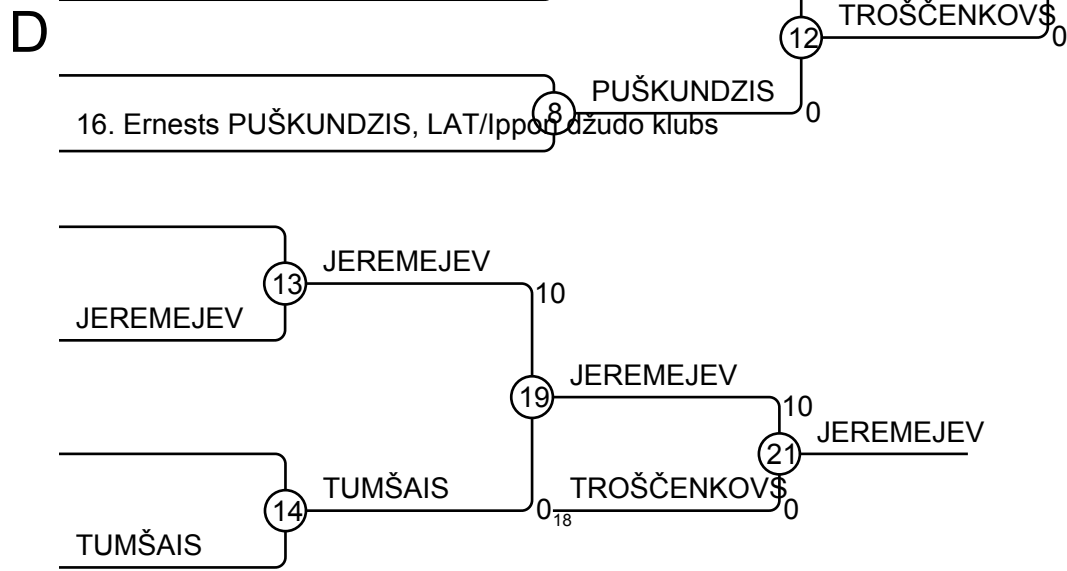 D
TROŠČENKOVS
12
0
PUŠKUNDZIS
8
0
16. Ernests PUŠKUNDZIS, LAT/Ippon džudo klubs
JEREMEJEV
13
10
JEREMEJEV
JEREMEJEV
19
10
JEREMEJEV
21
TUMŠAIS
TROŠČENKOVS
14
0
18
0
TUMŠAIS